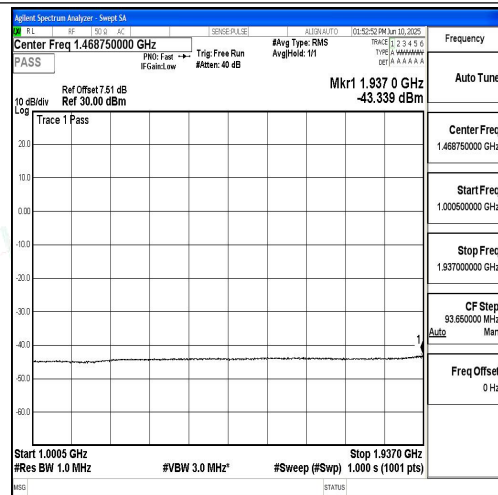 Agilent Spectrum Analyzer - Swept SA
RL RF 50 Ω AC SENSE:PULSE ALIGN AUTO 01:52:52 PM Jun 10, 2025
Center Freq 1.468750000 GHz
PASS
PNO: Fast
IFGain:Low
Trig: Free Run
#Atten: 40 dB
#Avg Type: RMS
Avg|Hold: 1/1
TRACE 1 2 3 4 5 6
TYPE A WWWWW
DET A A A A A A
Mkr1 1.937 0 GHz
-43.339 dBm
Ref Offset 7.51 dB
10 dB/div Ref 30.00 dBm
Log
Trace 1 Pass
20.0
10.0
0.00
-10.0
-20.0
-30.0
-40.0
1
-50.0
-60.0
Start 1.0005 GHz Stop 1.9370 GHz
#Res BW 1.0 MHz #VBW 3.0 MHz* #Sweep (#Swp) 1.000 s (1001 pts)
MSG STATUS
Frequency
Auto Tune
Center Freq
1.468750000 GHz
Start Freq
1.000500000 GHz
Stop Freq
1.937000000 GHz
CF Step
93.650000 MHz
Auto Man
Freq Offset
0 Hz